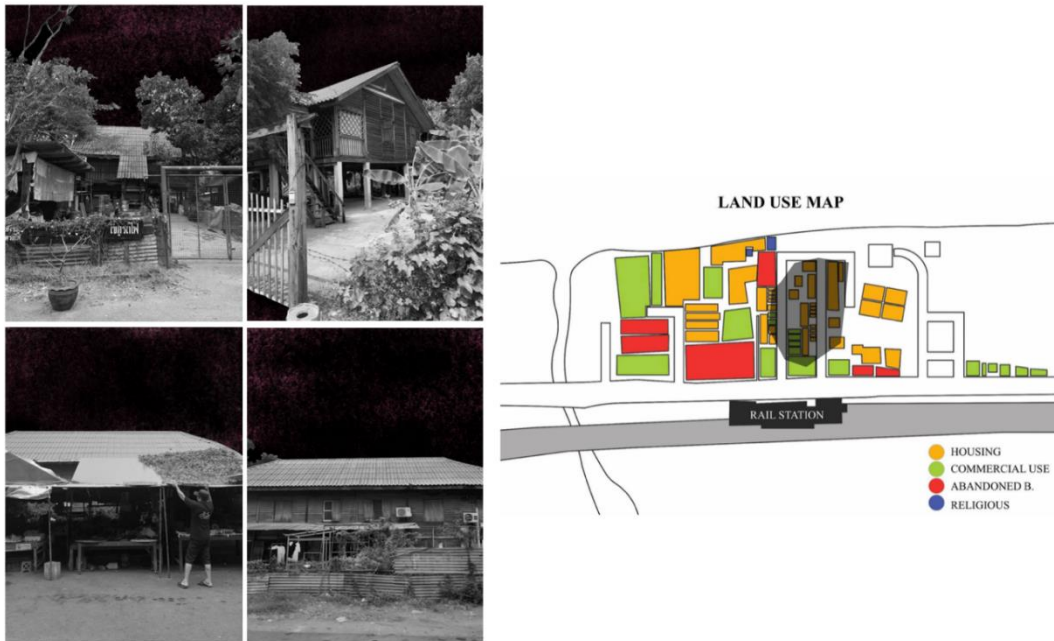 LAND USE MAP
RAIL STATION
HOUSING
COMMERCIAL USE
ABANDONED B.
RELIGIOUS